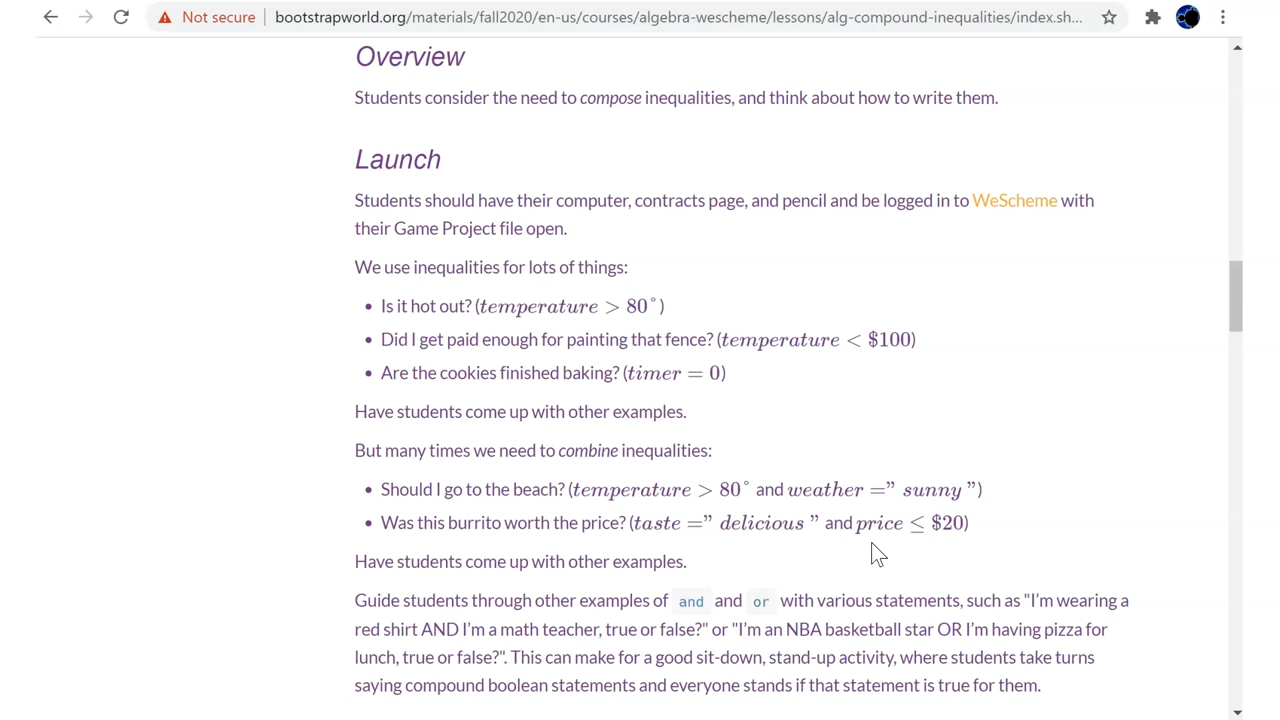 Not secure | bootstrapworld.org/materials/fall2020/en-us/courses/algebra-wescheme/lessons/alg-compound-inequalities/index.sh...
Overview
Students consider the need to compose inequalities, and think about how to write them.
Launch
Students should have their computer, contracts page, and pencil and be logged in to WeScheme with
their Game Project file open.
We use inequalities for lots of things:
• Is it hot out? (temperature > 80°)
• Did I get paid enough for painting that fence? (temperature < $100)
• Are the cookies finished baking? (timer = 0)
Have students come up with other examples.
But many times we need to combine inequalities:
• Should I go to the beach? (temperature > 80° and weather =" sunny ")
• Was this burrito worth the price? (taste =" delicious " and price ≤ $20)
Have students come up with other examples.
Guide students through other examples of and and or with various statements, such as "I'm wearing a
red shirt AND I'm a math teacher, true or false?" or "I'm an NBA basketball star OR I'm having pizza for
lunch, true or false?". This can make for a good sit-down, stand-up activity, where students take turns
saying compound boolean statements and everyone stands if that statement is true for them.